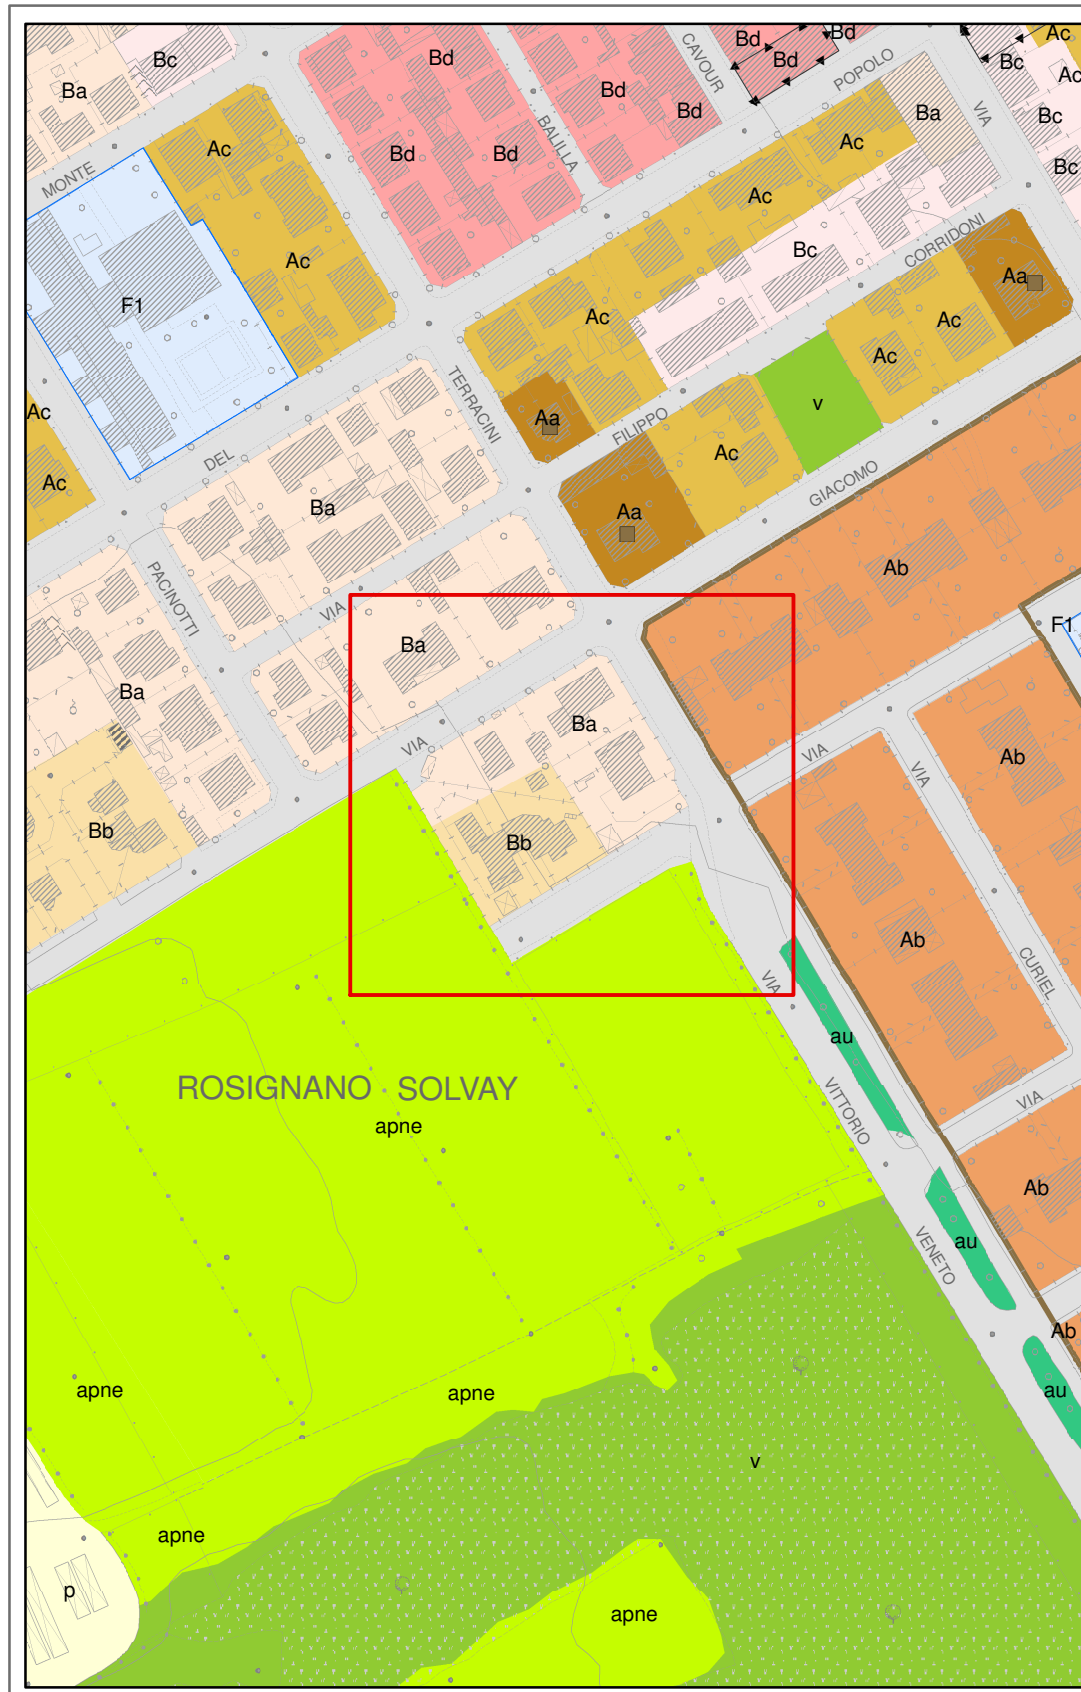 Bd
Bd
CAVOUR
Bd
Bd
Ac
Bc
Bc
Ac
POPOLO
Ba
Bd
Bd
Ba
VIA
Bc
BALILLA
Ac
Ac
Bd
Bd
Bc
MONTE
Ac
Bc
CORRIDONI
Ac
Aa
F1
Ac
Ac
Ac
TERRACINI
v
Ac
Aa
FILIPPO
Ac
DEL
GIACOMO
Ac
Ba
Aa
Ab
PACINOTTI
VIA
F1
Ba
Ba
Ba
VIA
VIA
Ab
VIA
Bb
Bb
Ab
CURIEL
VIA
au
ROSIGNANO SOLVAY
VITTORIO
VIA
apne
Ab
VENETO
au
Ab
apne
apne
au
v
apne
p
apne